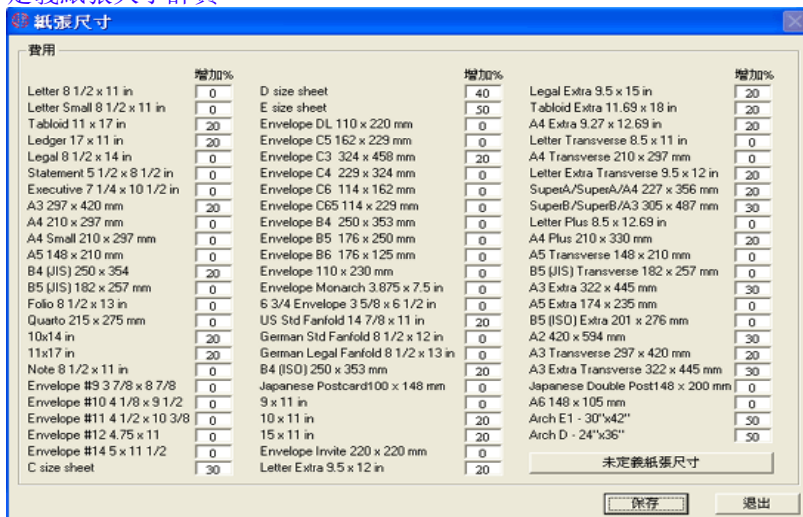 紙張尺寸
費用
增加%
Letter 8 1/2 x 11 in 0
Letter Small 8 1/2 x 11 in 0
Tabloid 11 x 17 in 20
Ledger 17 x 11 in 20
Legal 8 1/2 x 14 in 0
Statement 5 1/2 x 8 1/2 in 0
Executive 7 1/4 x 10 1/2 in 0
A3 297 x 420 mm 20
A4 210 x 297 mm 0
A4 Small 210 x 297 mm 0
A5 148 x 210 mm 0
B4 (JIS) 250 x 354 20
B5 (JIS) 182 x 257 mm 0
Folio 8 1/2 x 13 in 0
Quarto 215 x 275 mm 0
10x14 in 20
11x17 in 20
Note 8 1/2 x 11 in 0
Envelope #9 3 7/8 x 8 7/8 0
Envelope #10 4 1/8 x 9 1/2 0
Envelope #11 4 1/2 x 10 3/8 0
Envelope #12 4.75 x 11 0
Envelope #14 5 x 11 1/2 0
C size sheet 30
增加%
D size sheet 40
E size sheet 50
Envelope DL 110 x 220 mm 0
Envelope C5 162 x 229 mm 0
Envelope C3 324 x 458 mm 20
Envelope C4 229 x 324 mm 0
Envelope C6 114 x 162 mm 0
Envelope C65 114 x 229 mm 0
Envelope B4 250 x 353 mm 0
Envelope B5 176 x 250 mm 0
Envelope B6 176 x 125 mm 0
Envelope 110 x 230 mm 0
Envelope Monarch 3.875 x 7.5 in 0
6 3/4 Envelope 3 5/8 x 6 1/2 in 0
US Std Fanfold 14 7/8 x 11 in 20
German Std Fanfold 8 1/2 x 12 in 0
German Legal Fanfold 8 1/2 x 13 in 0
B4 (ISO) 250 x 353 mm 20
Japanese Postcard100 x 148 mm 0
9 x 11 in 0
10 x 11 in 20
15 x 11 in 20
Envelope Invite 220 x 220 mm 0
Letter Extra 9.5 x 12 in 20
增加%
Legal Extra 9.5 x 15 in 20
Tabloid Extra 11.69 x 18 in 20
A4 Extra 9.27 x 12.69 in 20
Letter Transverse 8.5 x 11 in 0
A4 Transverse 210 x 297 mm 0
Letter Extra Transverse 9.5 x 12 in 20
SuperA/SuperA/A4 227 x 356 mm 20
SuperB/SuperB/A3 305 x 487 mm 30
Letter Plus 8.5 x 12.69 in 0
A4 Plus 210 x 330 mm 20
A5 Transverse 148 x 210 mm 0
B5 (JIS) Transverse 182 x 257 mm 0
A3 Extra 322 x 445 mm 30
A5 Extra 174 x 235 mm 0
B5 (ISO) Extra 201 x 276 mm 0
A2 420 x 594 mm 30
A3 Transverse 297 x 420 mm 20
A3 Extra Transverse 322 x 445 mm 30
Japanese Double Post148 x 200 mm 0
A6 148 x 105 mm 0
Arch E1 - 30"x42" 50
Arch D - 24"x36" 50
未定義紙張尺寸
保存
退出